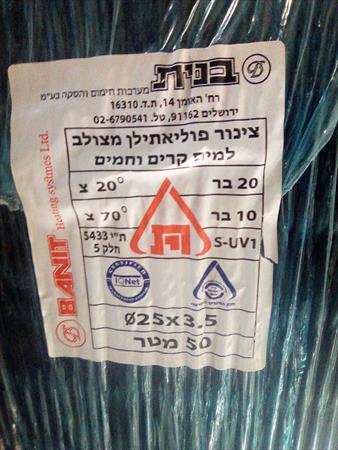 בנית
מערכות חימום והסקה בע"מ
רח' האומן 14, ת.ד. 16310
ירושלים 91162, טל. 02-6790541
צינור פוליאתילן מצולב
למים קרים וחמים
20 בר 20° צ
10 בר 70° צ
S-UV1 ת"י 5433
חלק 5
CERTIFIED
IQNet
Ø25x3.5
50 מטר
BANIT Heating systimes Ltd.